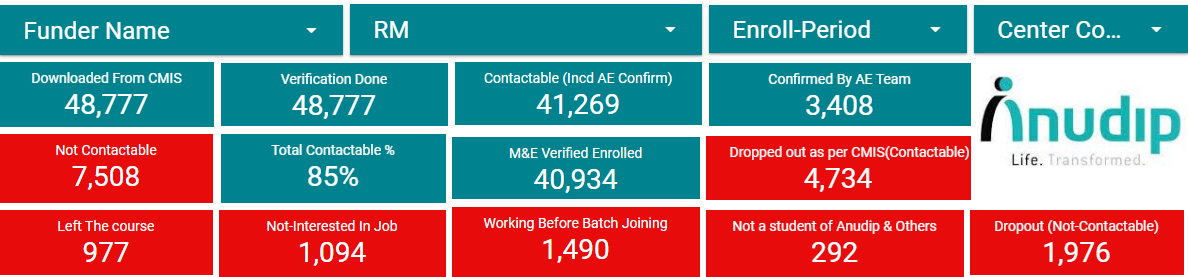 Funder Name
RM
Enroll-Period
Center Co...
Downloaded From CMIS
48,777
Verification Done
48,777
Contactable (Incd AE Confirm)
41,269
Confirmed By AE Team
3,408
Anudip
Life. Transformed.
Not Contactable
7,508
Total Contactable %
85%
M&E Verified Enrolled
40,934
Dropped out as per CMIS(Contactable)
4,734
Left The course
977
Not-Interested In Job
1,094
Working Before Batch Joining
1,490
Not a student of Anudip & Others
292
Dropout (Not-Contactable)
1,976